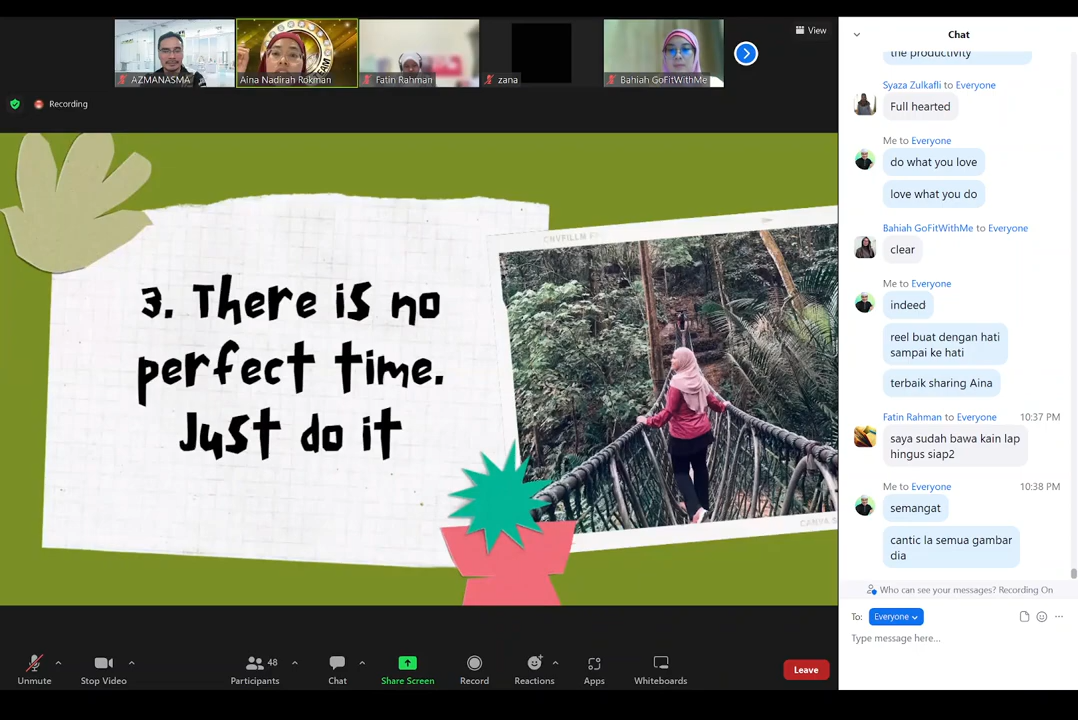 View
AZMANASMA
Aina Nadirah Rokman
Fatin Rahman
zana
Bahiah GoFitWithMe
Recording
CNVFILLM
3. There is no
perfect time.
Just do it
CANVA S
Unmute
Stop Video
48
Participants
Chat
Share Screen
Record
Reactions
Apps
Whiteboards
Leave
Chat
the productivity
Syaza Zulkafli to Everyone
Full hearted
Me to Everyone
do what you love
love what you do
Bahiah GoFitWithMe to Everyone
clear
Me to Everyone
indeed
reel buat dengan hati
sampai ke hati
terbaik sharing Aina
Fatin Rahman to Everyone 10:37 PM
saya sudah bawa kain lap
hingus siap2
Me to Everyone 10:38 PM
semangat
cantic la semua gambar
dia
Who can see your messages? Recording On
To: Everyone
Type message here...